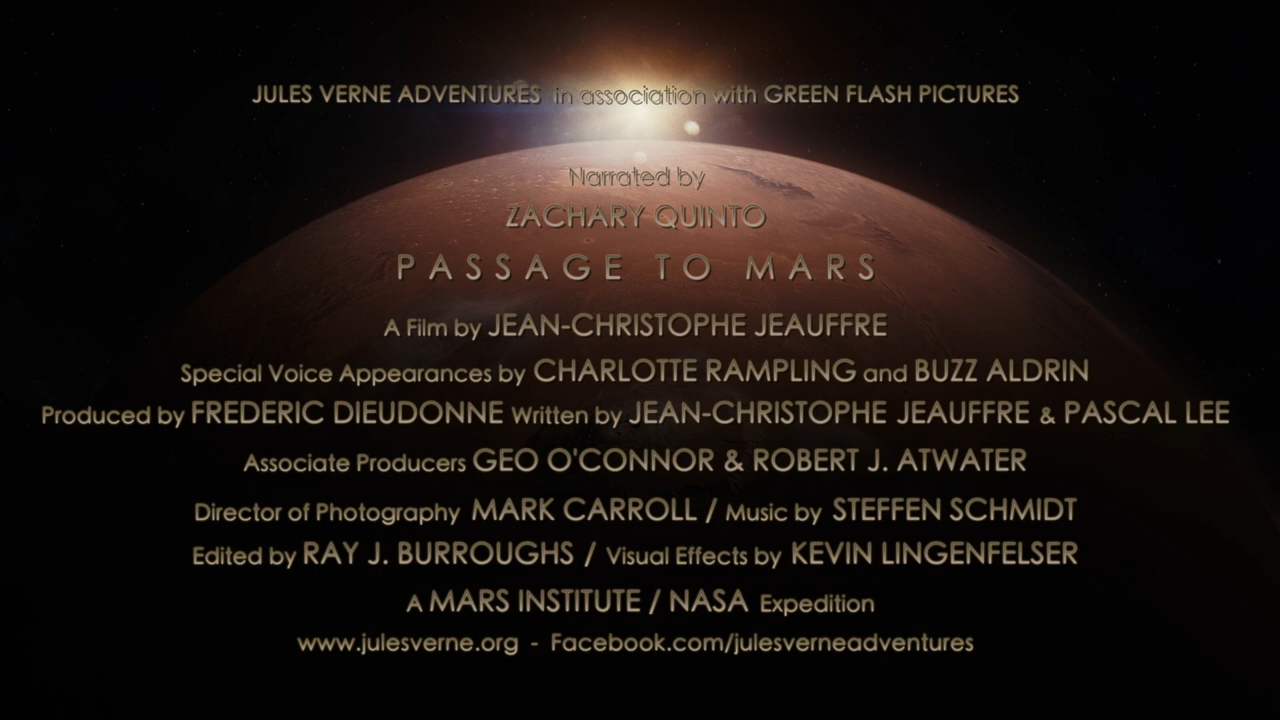 JULES VERNE ADVENTURES in association with GREEN FLASH PICTURES
Narrated by
ZACHARY QUINTO
PASSAGE TO MARS
A Film by JEAN-CHRISTOPHE JEAUFFRE
Special Voice Appearances by CHARLOTTE RAMPLING and BUZZ ALDRIN
Produced by FREDERIC DIEUDONNE Written by JEAN-CHRISTOPHE JEAUFFRE & PASCAL LEE
Associate Producers GEO O'CONNOR & ROBERT J. ATWATER
Director of Photography MARK CARROLL / Music by STEFFEN SCHMIDT
Edited by RAY J. BURROUGHS / Visual Effects by KEVIN LINGENFELSER
A MARS INSTITUTE / NASA Expedition
www.julesverne.org - Facebook.com/julesverneadventures